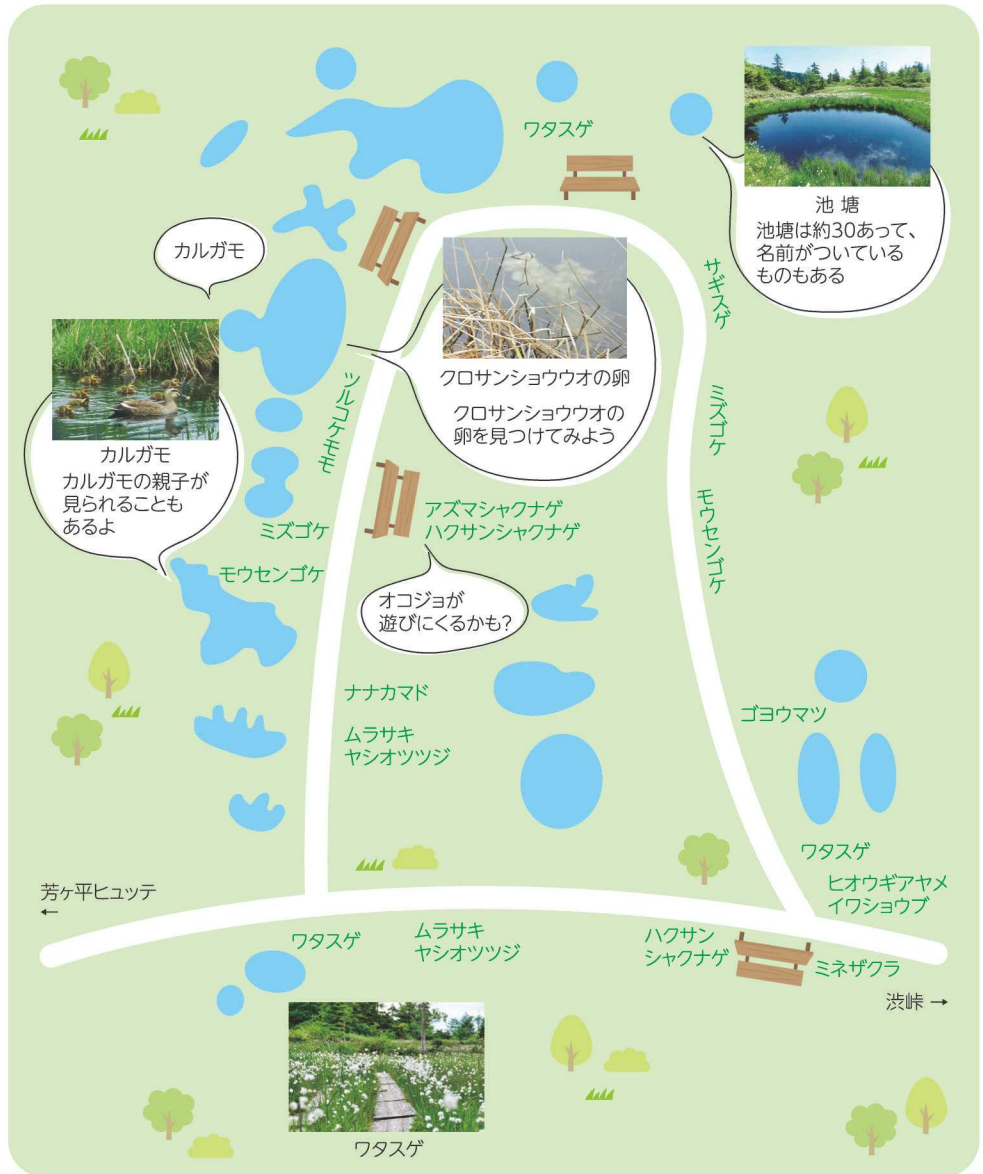 ワタスゲ
池塘
池塘は約30あって、
名前がついている
ものもある
カルガモ
サギスゲ
クロサンショウウオの卵
クロサンショウウオの
卵を見つけてみよう
ツルコケモモ
ミズゴケ
カルガモ
カルガモの親子が
見られることも
あるよ
アズマシャクナゲ
ハクサンシャクナゲ
モウセンゴケ
ミズゴケ
モウセンゴケ
オコジョが
遊びにくるかも?
ナナカマド
ムラサキ
ヤシオツツジ
ゴヨウマツ
ワタスゲ
ヒオウギアヤメ
イワショウブ
芳ヶ平ヒュッテ
←
ワタスゲ
ムラサキ
ヤシオツツジ
ハクサン
シャクナゲ
ミネザクラ
渋峠 →
ワタスゲ